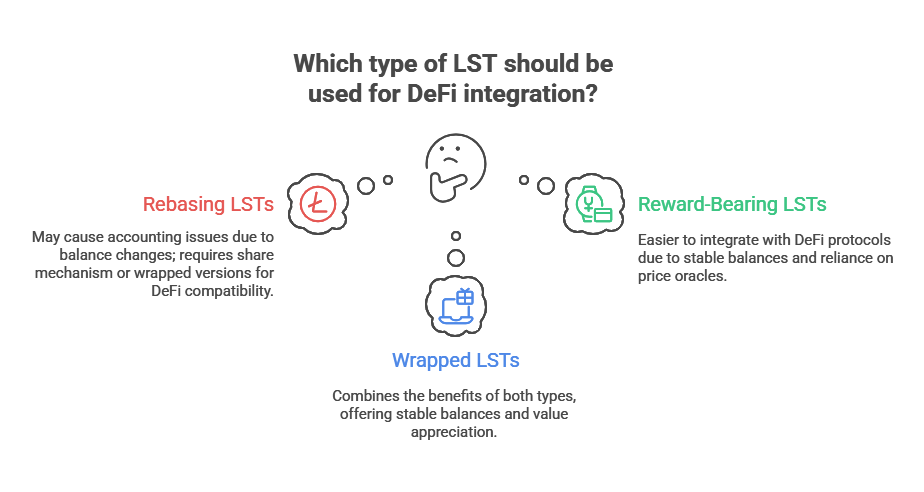 Which type of LST should be
used for DeFi integration?
Rebasing LSTs
May cause accounting issues due to
balance changes; requires share
mechanism or wrapped versions for
DeFi compatibility.
Reward-Bearing LSTs
Easier to integrate with DeFi protocols
due to stable balances and reliance on
price oracles.
Wrapped LSTs
Combines the benefits of both types,
offering stable balances and value
appreciation.